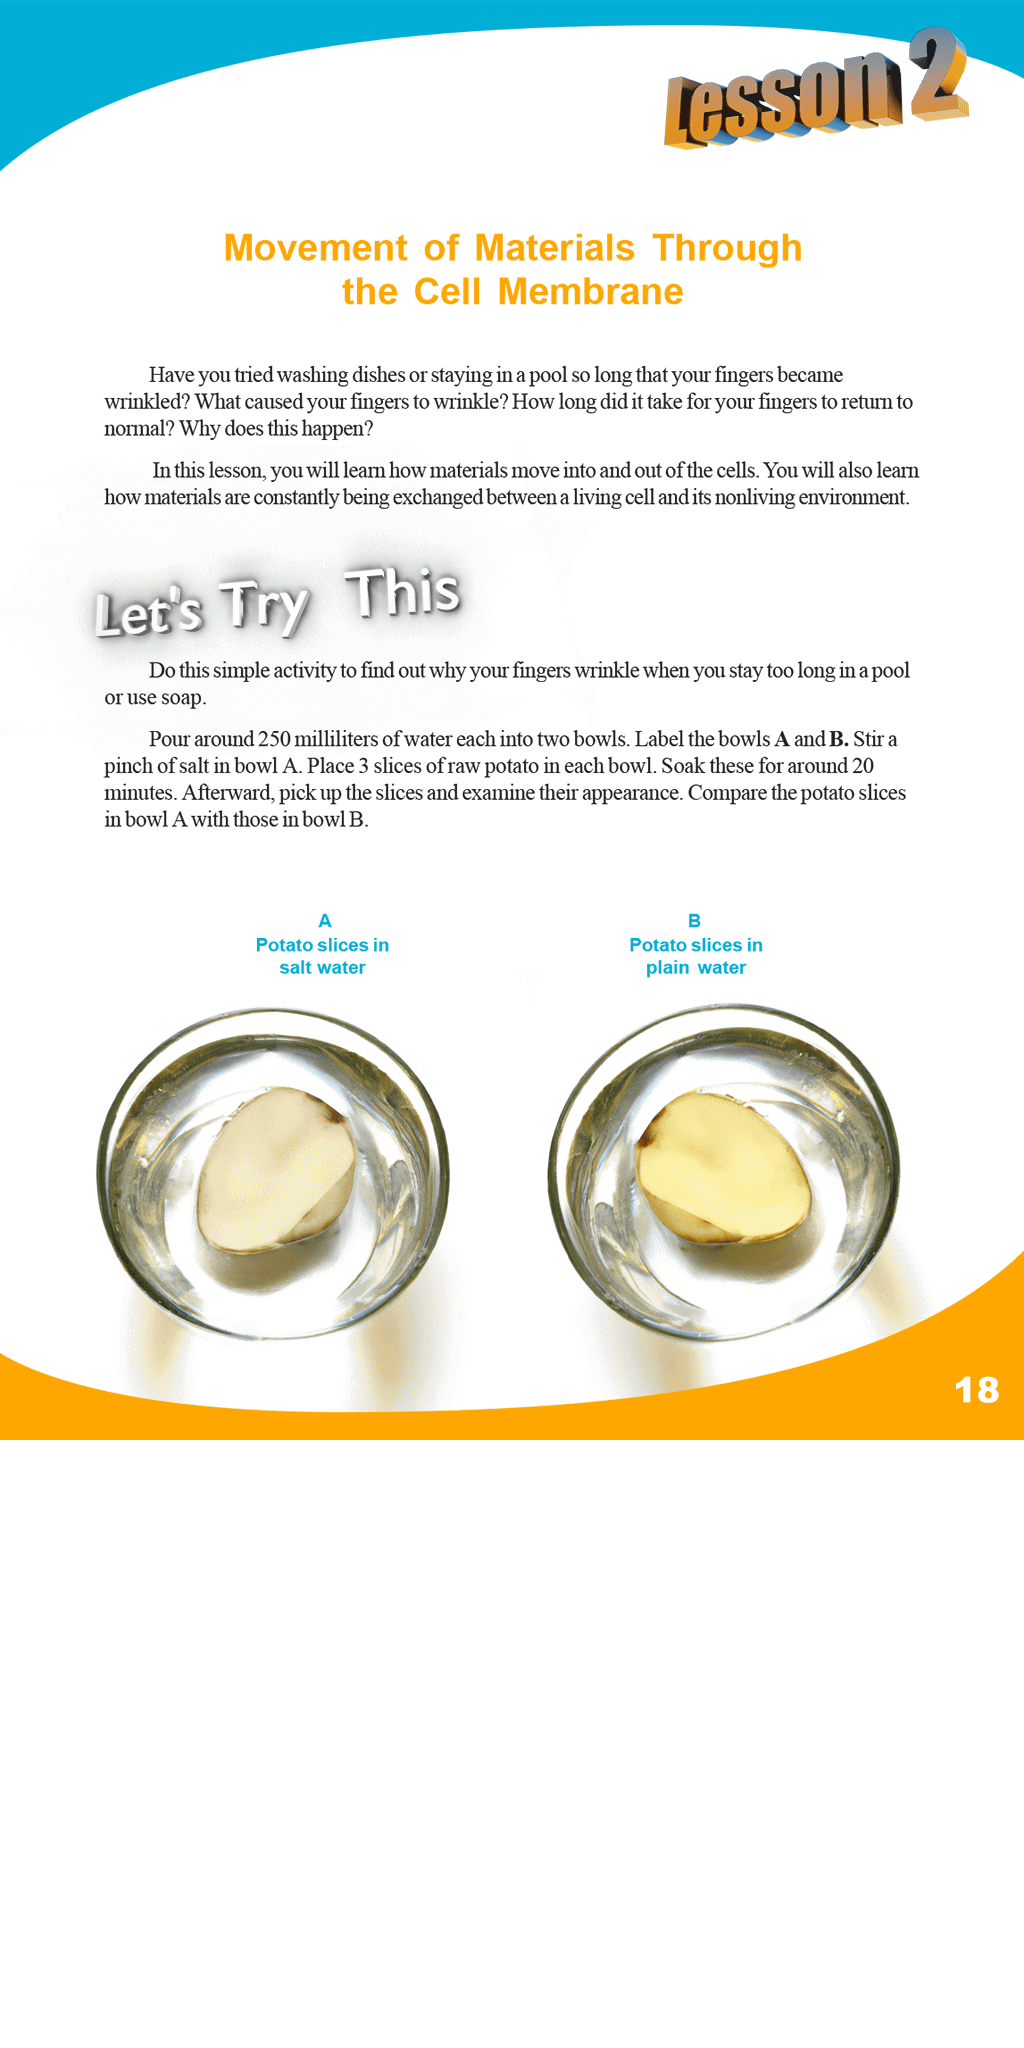 Lesson 2
Movement of Materials Through
the Cell Membrane
Have you tried washing dishes or staying in a pool so long that your fingers became
wrinkled? What caused your fingers to wrinkle? How long did it take for your fingers to return to
normal? Why does this happen?
In this lesson, you will learn how materials move into and out of the cells. You will also learn
how materials are constantly being exchanged between a living cell and its nonliving environment.
Let's Try This
Do this simple activity to find out why your fingers wrinkle when you stay too long in a pool
or use soap.
Pour around 250 milliliters of water each into two bowls. Label the bowls A and B. Stir a
pinch of salt in bowl A. Place 3 slices of raw potato in each bowl. Soak these for around 20
minutes. Afterward, pick up the slices and examine their appearance. Compare the potato slices
in bowl A with those in bowl B.
A
Potato slices in
salt water
B
Potato slices in
plain water
18